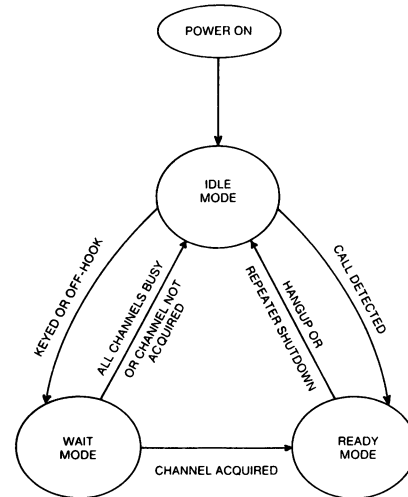 POWER ON
IDLE
MODE
KEYED OR OFF-HOOK
ALL CHANNELS BUSY
OR CHANNEL NOT
ACQUIRED
HANGUP OR
REPEATER SHUTDOWN
CALL DETECTED
WAIT
MODE
CHANNEL ACQUIRED
READY
MODE